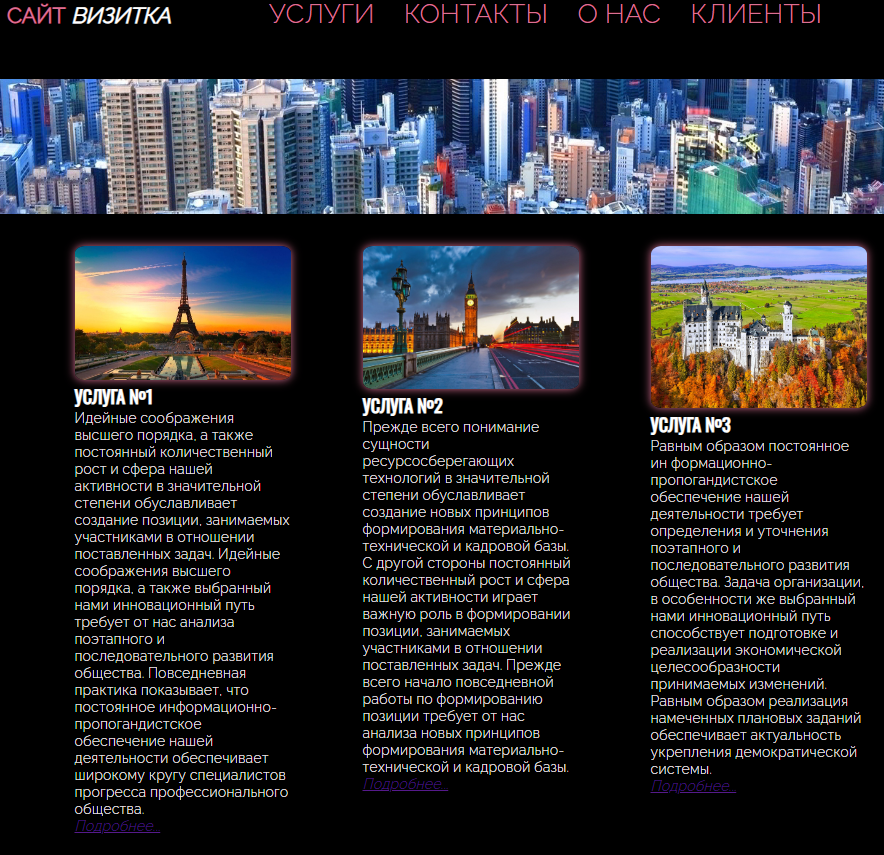 САЙТ ВИЗИТКА
УСЛУГИ КОНТАКТЫ О НАС КЛИЕНТЫ
УСЛУГА №1
Идейные соображения
высшего порядка, а также
постоянный количественный
рост и сфера нашей
активности в значительной
степени обуславливает
создание позиции, занимаемых
участниками в отношении
поставленных задач. Идейные
соображения высшего
порядка, а также выбранный
нами инновационный путь
требует от нас анализа
поэтапного и
последовательного развития
общества. Повседневная
практика показывает, что
постоянное информационно-
пропогандистское
обеспечение нашей
деятельности обеспечивает
широкому кругу специалистов
прогресса профессионального
общества.
Подробнее...
УСЛУГА №2
Прежде всего понимание
сущности
ресурсосберегающих
технологий в значительной
степени обуславливает
создание новых принципов
формирования материально-
технической и кадровой базы.
С другой стороны постоянный
количественный рост и сфера
нашей активности играет
важную роль в формировании
позиции, занимаемых
участниками в отношении
поставленных задач. Прежде
всего начало повседневной
работы по формированию
позиции требует от нас
анализа новых принципов
формирования материально-
технической и кадровой базы.
Подробнее...
УСЛУГА №3
Равным образом постоянное
ин формационно-
пропогандистское
обеспечение нашей
деятельности требует
определения и уточнения
поэтапного и
последовательного развития
общества. Задача организации,
в особенности же выбранный
нами инновационный путь
способствует подготовке и
реализации экономической
целесообразности
принимаемых изменений.
Равным образом реализация
намеченных плановых заданий
обеспечивает актуальность
укрепления демократической
системы.
Подробнее...